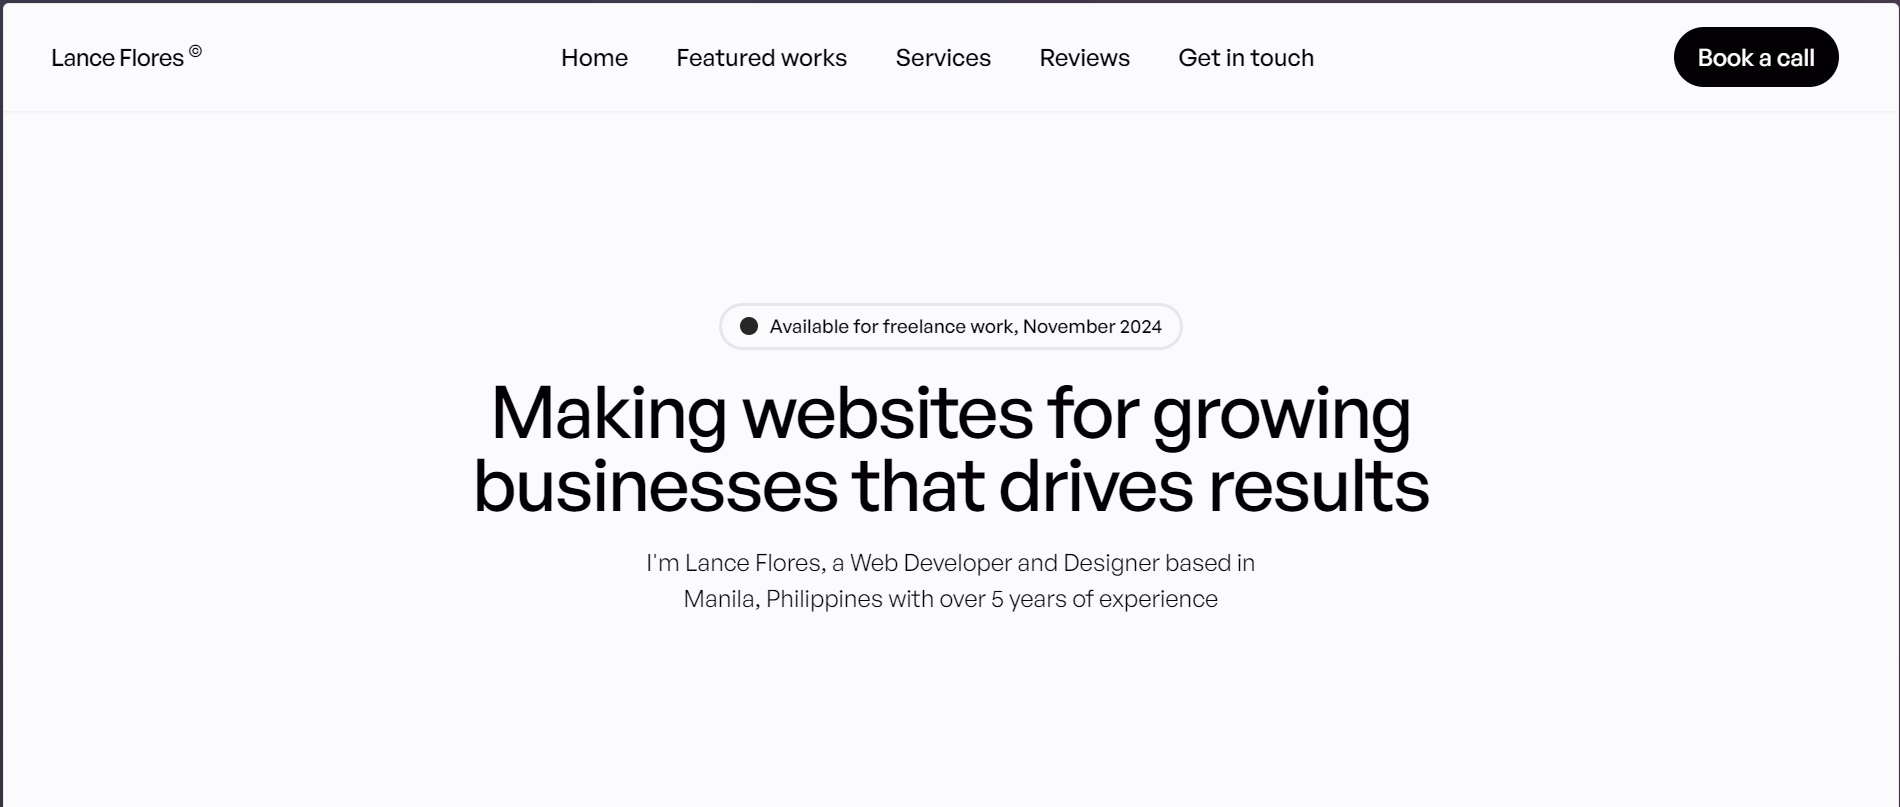 Lance Flores ©
Home
Featured works
Services
Reviews
Get in touch
Book a call
Available for freelance work, November 2024
Making websites for growing
businesses that drives results
I'm Lance Flores, a Web Developer and Designer based in
Manila, Philippines with over 5 years of experience